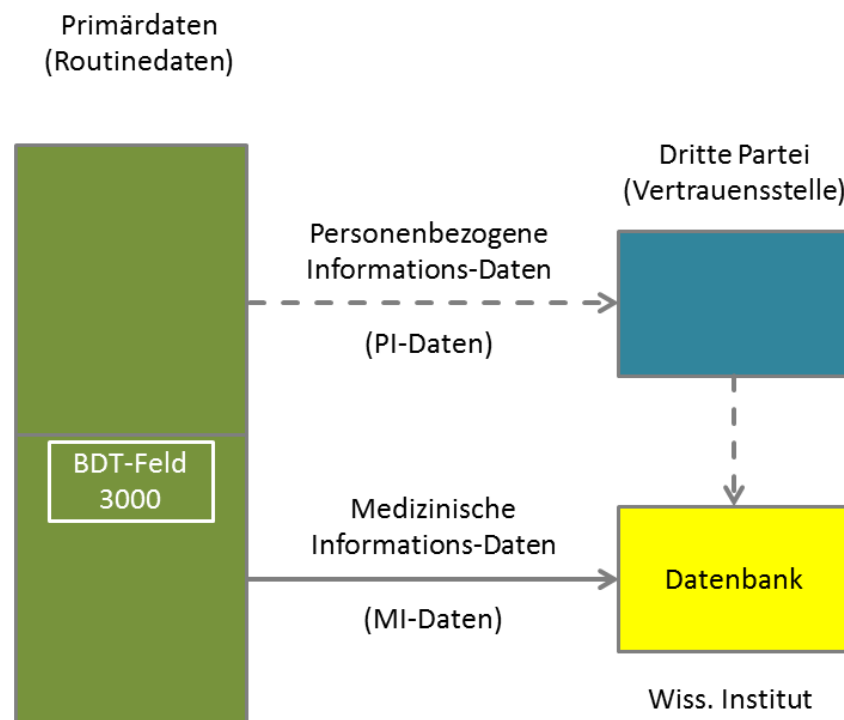 Primärdaten
(Routinedaten)
Dritte Partei
(Vertrauensstelle)
Personenbezogene
Informations-Daten
(PI-Daten)
BDT-Feld
3000
Medizinische
Informations-Daten
(MI-Daten)
Datenbank
Wiss. Institut